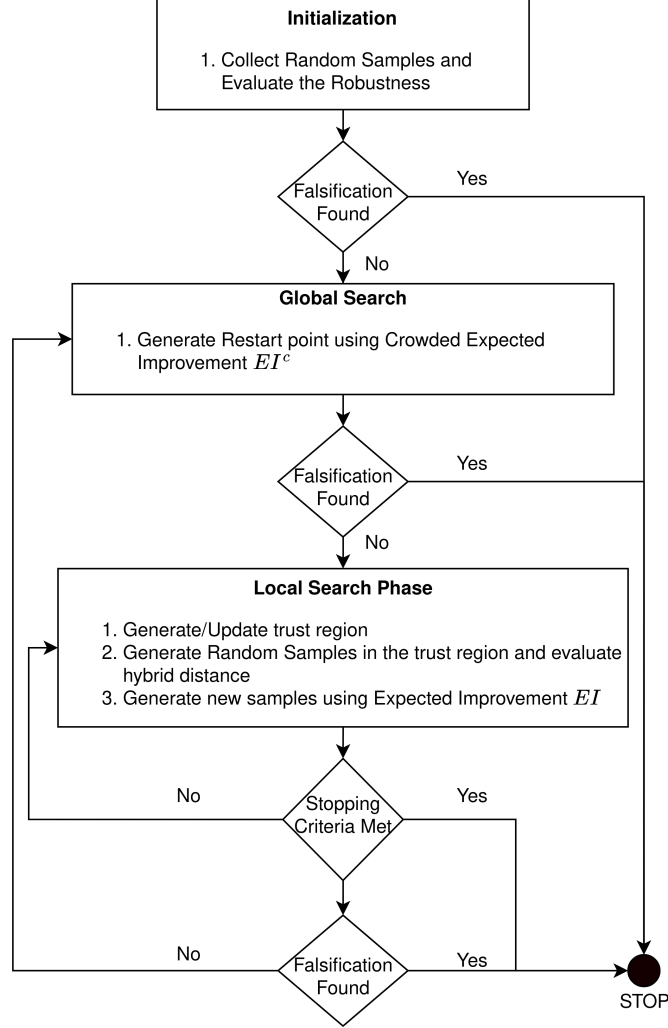 Initialization
1. Collect Random Samples and
Evaluate the Robustness
Falsification
Found
Yes
No
Global Search
1. Generate Restart point using Crowded Expected
Improvement EI^c
Falsification
Found
Yes
No
Local Search Phase
1. Generate/Update trust region
2. Generate Random Samples in the trust region and evaluate
hybrid distance
3. Generate new samples using Expected Improvement EI
No
Stopping
Criteria Met
Yes
No
Falsification
Found
Yes
STOP